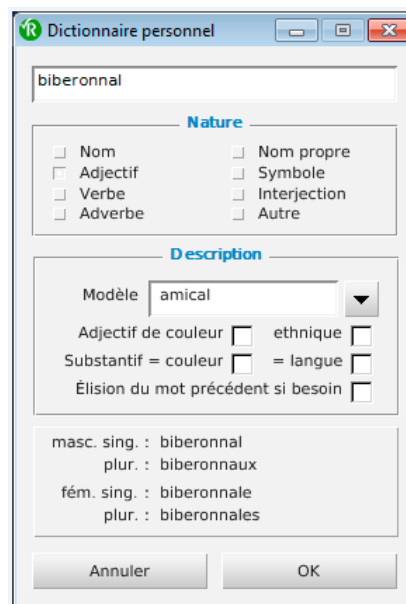 Dictionnaire personnel
biberonnal
Nature
Nom Nom propre
Adjectif Symbole
Verbe Interjection
Adverbe Autre
Description
Modèle amical
Adjectif de couleur ethnique
Substantif = couleur = langue
Élision du mot précédent si besoin
masc. sing. : biberonnal
plur. : biberonnaux
fém. sing. : biberonnale
plur. : biberonnales
Annuler OK